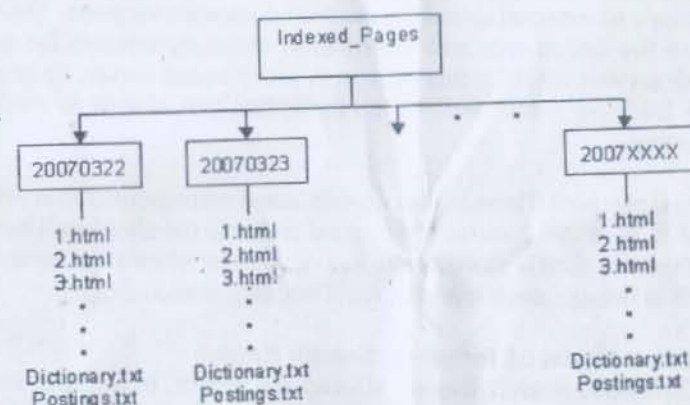 Indexed_Pages
20070322
1.html
2.html
3.html
Dictionary.txt
Postings.txt
20070323
1.html
2.html
3.html
Dictionary.txt
Postings.txt
2007XXXX
1.html
2.html
3.html
Dictionary.txt
Postings.txt